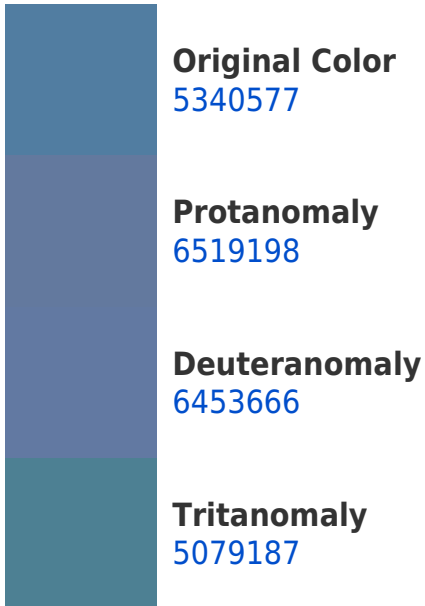 Original Color
5340577
Protanomaly
6519198
Deuteranomaly
6453666
Tritanomaly
5079187